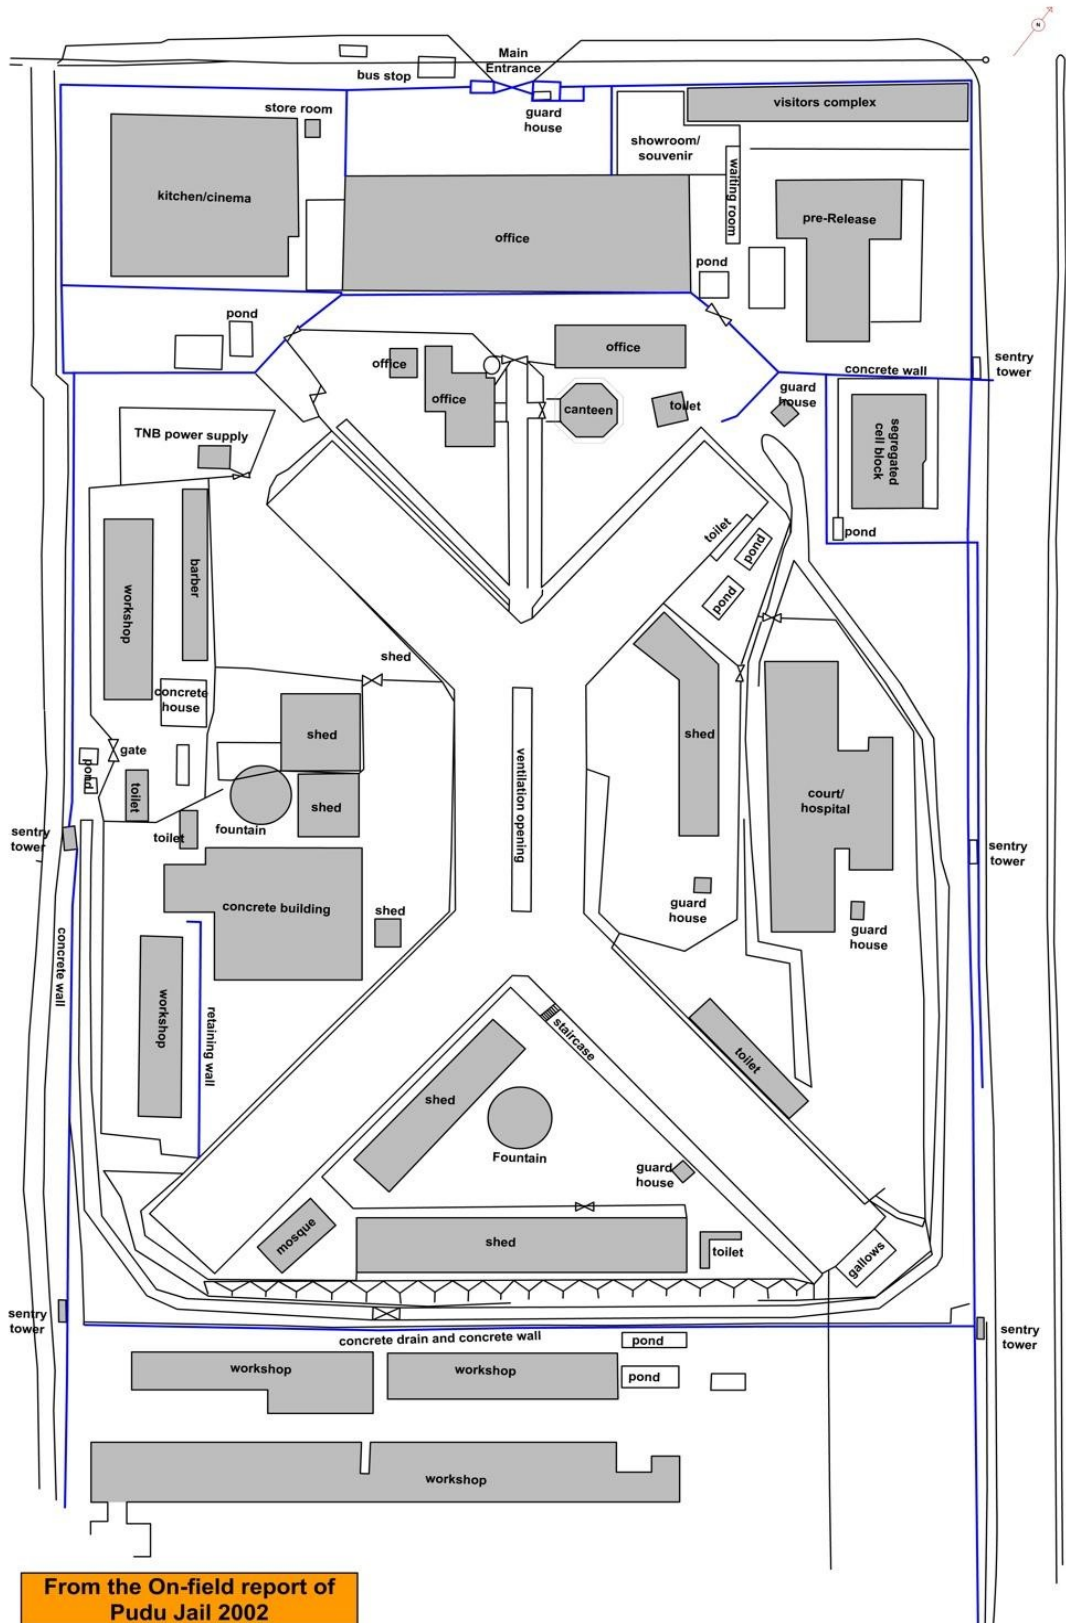 N
Main
Entrance
bus stop
store room
guard
house
visitors complex
showroom/
souvenir
waiting room
kitchen/cinema
office
pre-Release
pond
pond
office
office
office
canteen
toilet
guard
house
concrete wall
sentry
tower
segregated
cell block
TNB power supply
pond
toilet
pond
pond
workshop
barber
shed
concrete
house
shed
shed
gate
pond
toilet
toilet
fountain
shed
ventilation opening
court/
hospital
sentry
tower
sentry
tower
concrete building
shed
guard
house
guard
house
concrete wall
workshop
retaining wall
staircase
toilet
shed
Fountain
guard
house
mosque
shed
toilet
gallows
sentry
tower
sentry
tower
concrete drain and concrete wall
pond
workshop
workshop
pond
workshop
From the On-field report of
Pudu Jail 2002